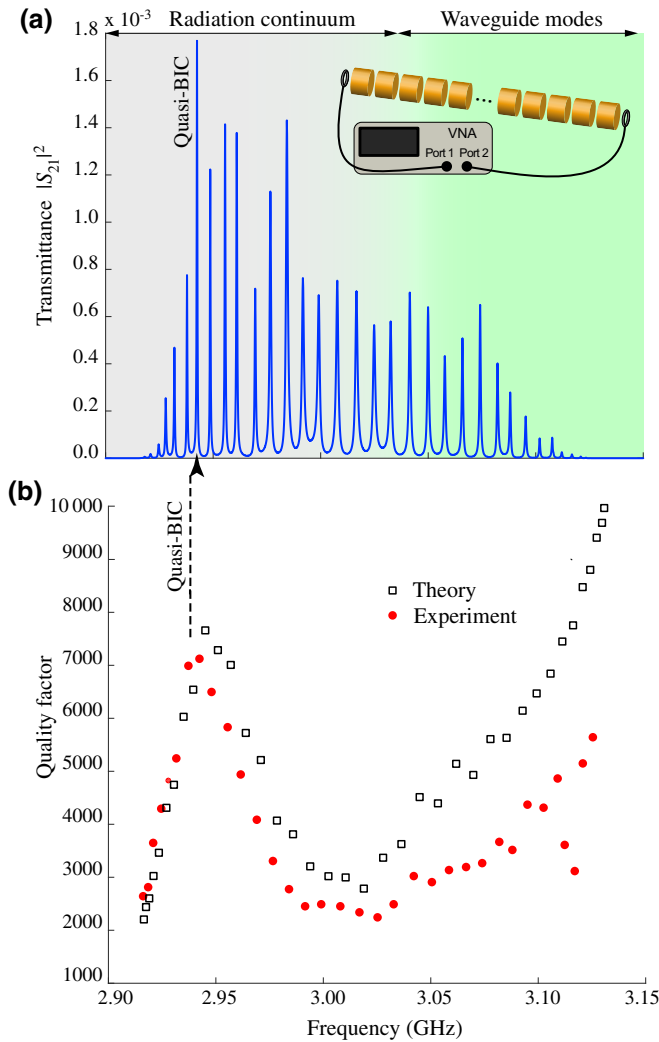 (a)
x 10⁻³
Radiation continuum
Waveguide modes
1.8
1.6
1.4
1.2
1.0
0.8
0.6
0.4
0.2
0.0
Transmittance |S₂₁|²
Quasi-BIC
...
VNA
Port 1 Port 2
(b)
10 000
9000
8000
7000
6000
5000
4000
3000
2000
1000
Quality factor
Quasi-BIC
Theory
Experiment
2.90
2.95
3.00
3.05
3.10
3.15
Frequency (GHz)